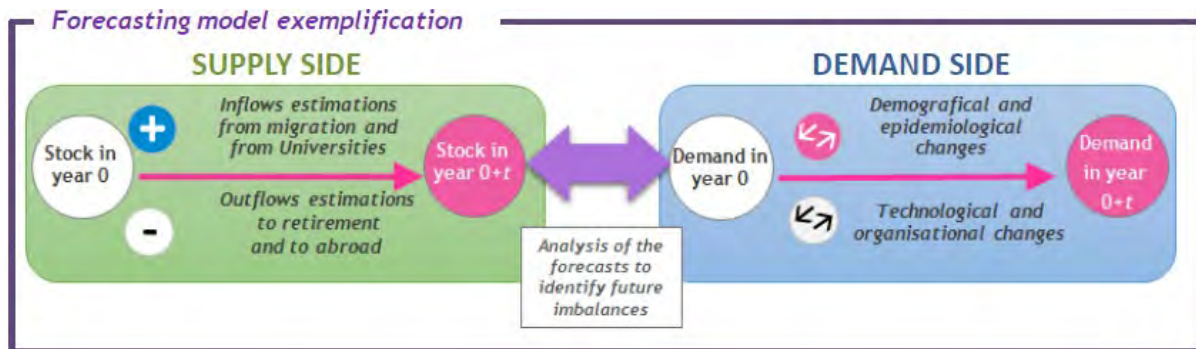 Forecasting model exemplification
SUPPLY SIDE
Stock in
year 0
+
Inflows estimations
from migration and
from Universities
-
Outflows estimations
to retirement
and to abroad
Stock in
year 0+t
Analysis of the
forecasts to
identify future
imbalances
DEMAND SIDE
Demand in
year 0
Demografical and
epidemiological
changes
Technological and
organisational changes
Demand
in year
0+t